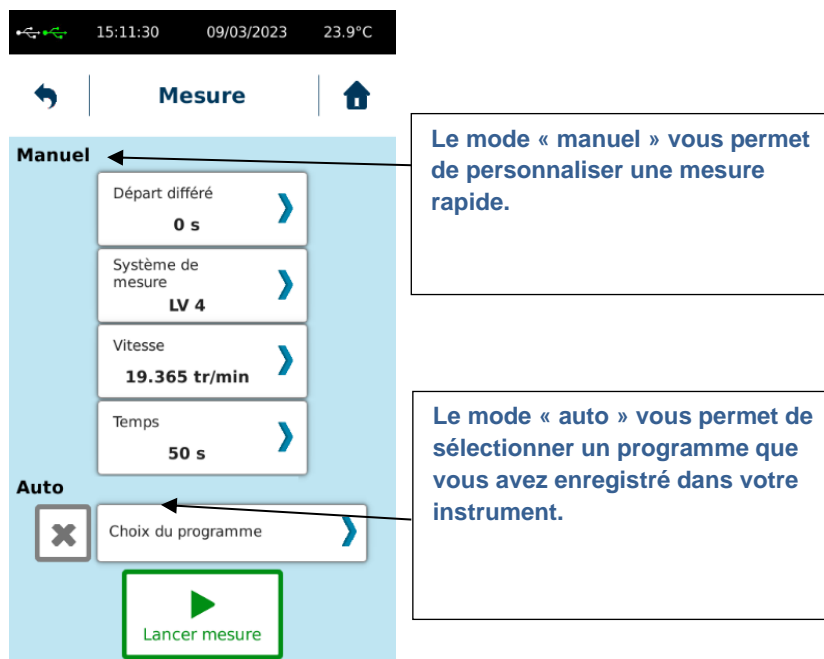 15:11:30 09/03/2023 23.9°C
Mesure
Manuel
Départ différé
0 s
Système de
mesure
LV 4
Vitesse
19.365 tr/min
Temps
50 s
Auto
Choix du programme
Lancer mesure
Le mode « manuel » vous permet
de personnaliser une mesure
rapide.
Le mode « auto » vous permet de
sélectionner un programme que
vous avez enregistré dans votre
instrument.